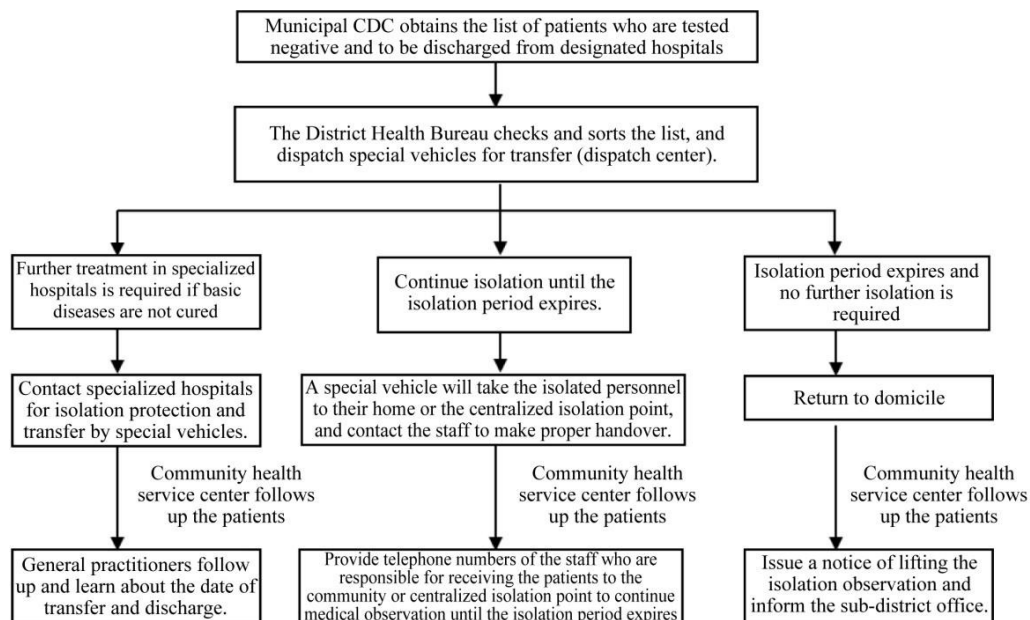 Municipal CDC obtains the list of patients who are tested
negative and to be discharged from designated hospitals
The District Health Bureau checks and sorts the list, and
dispatch special vehicles for transfer (dispatch center).
Further treatment in specialized
hospitals is required if basic
diseases are not cured
Continue isolation until the
isolation period expires.
Isolation period expires and
no further isolation is
required
Contact specialized hospitals
for isolation protection and
transfer by special vehicles.
A special vehicle will take the isolated personnel
to their home or the centralized isolation point,
and contact the staff to make proper handover.
Return to domicile
Community health
service center follows
up the patients
Community health
service center follows
up the patients
Community health
service center follows
up the patients
General practitioners follow
up and learn about the date of
transfer and discharge.
Provide telephone numbers of the staff who are
responsible for receiving the patients to the
community or centralized isolation point to continue
medical observation until the isolation period expires
Issue a notice of lifting the
isolation observation and
inform the sub-district office.